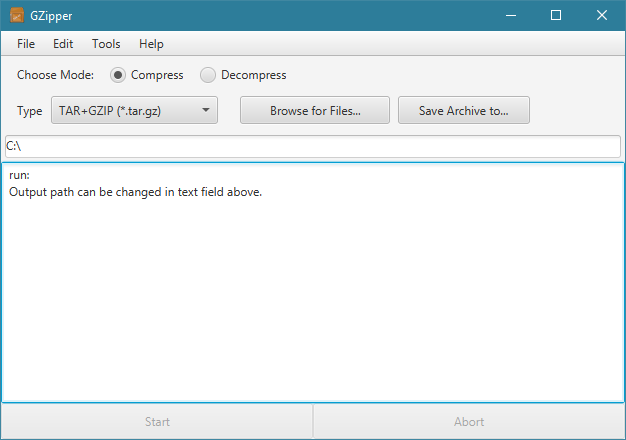 GZipper
File Edit Tools Help
Choose Mode: Compress Decompress
Type TAR+GZIP (*.tar.gz) Browse for Files... Save Archive to...
C:\
run:
Output path can be changed in text field above.
Start Abort